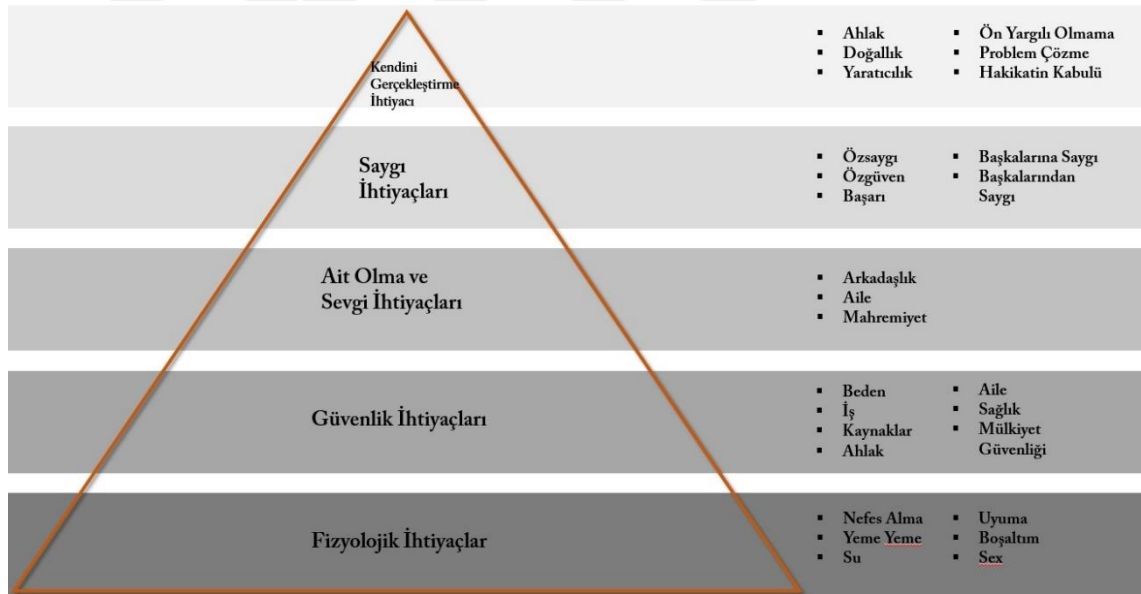 Kendini
Gerçekleştirme
İhtiyacı
Ahlak
Doğallık
Yaratıcılık
Ön Yargılı Olmama
Problem Çözme
Hakikatin Kabulü
Saygı
İhtiyaçları
Özsaygı
Özgüven
Başarı
Başkalarına Saygı
Başkalarından
Saygı
Ait Olma ve
Sevgi İhtiyaçları
Arkadaşlık
Aile
Mahremiyet
Güvenlik İhtiyaçları
Beden
İş
Kaynaklar
Ahlak
Aile
Sağlık
Mülkiyet
Güvenliği
Fizyolojik İhtiyaçlar
Nefes Alma
Yeme Yeme
Su
Uyuma
Boşaltım
Sex